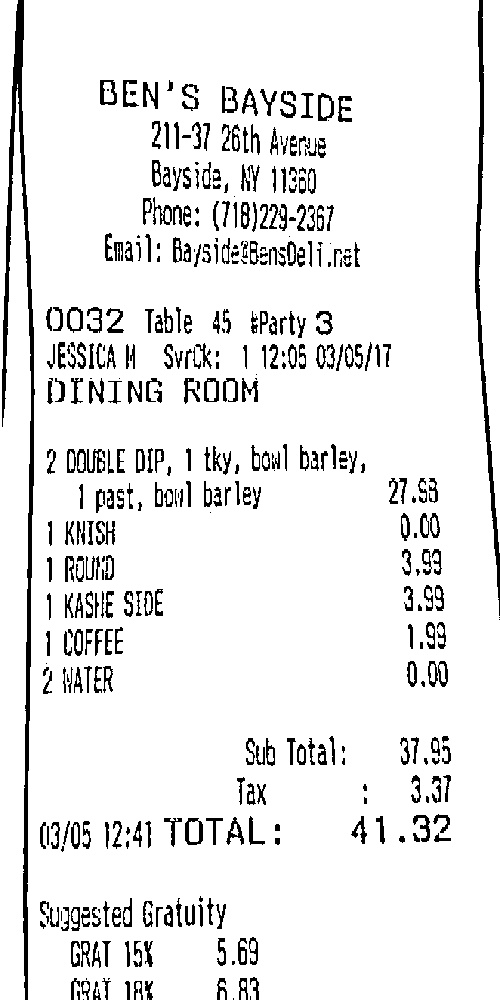 BEN'S BAYSIDE
211-37 26th Avenue
Bayside, NY 11360
Phone: (718)229-2367
Email: Bayside@BensDeli.net
0032 Table 45 #Party 3
JESSICA M SvrCk: 1 12:05 03/05/17
DINING ROOM
2 DOUBLE DIP, 1 tky, bowl barley,
1 past, bowl barley 27.98
1 KNISH 0.00
1 ROUND 3.99
1 KASHE SIDE 3.99
1 COFFEE 1.99
2 WATER 0.00
Sub Total: 37.95
Tax : 3.37
03/05 12:41 TOTAL: 41.32
Suggested Gratuity
GRAT 15% 5.69
GRAT 18% 6.83